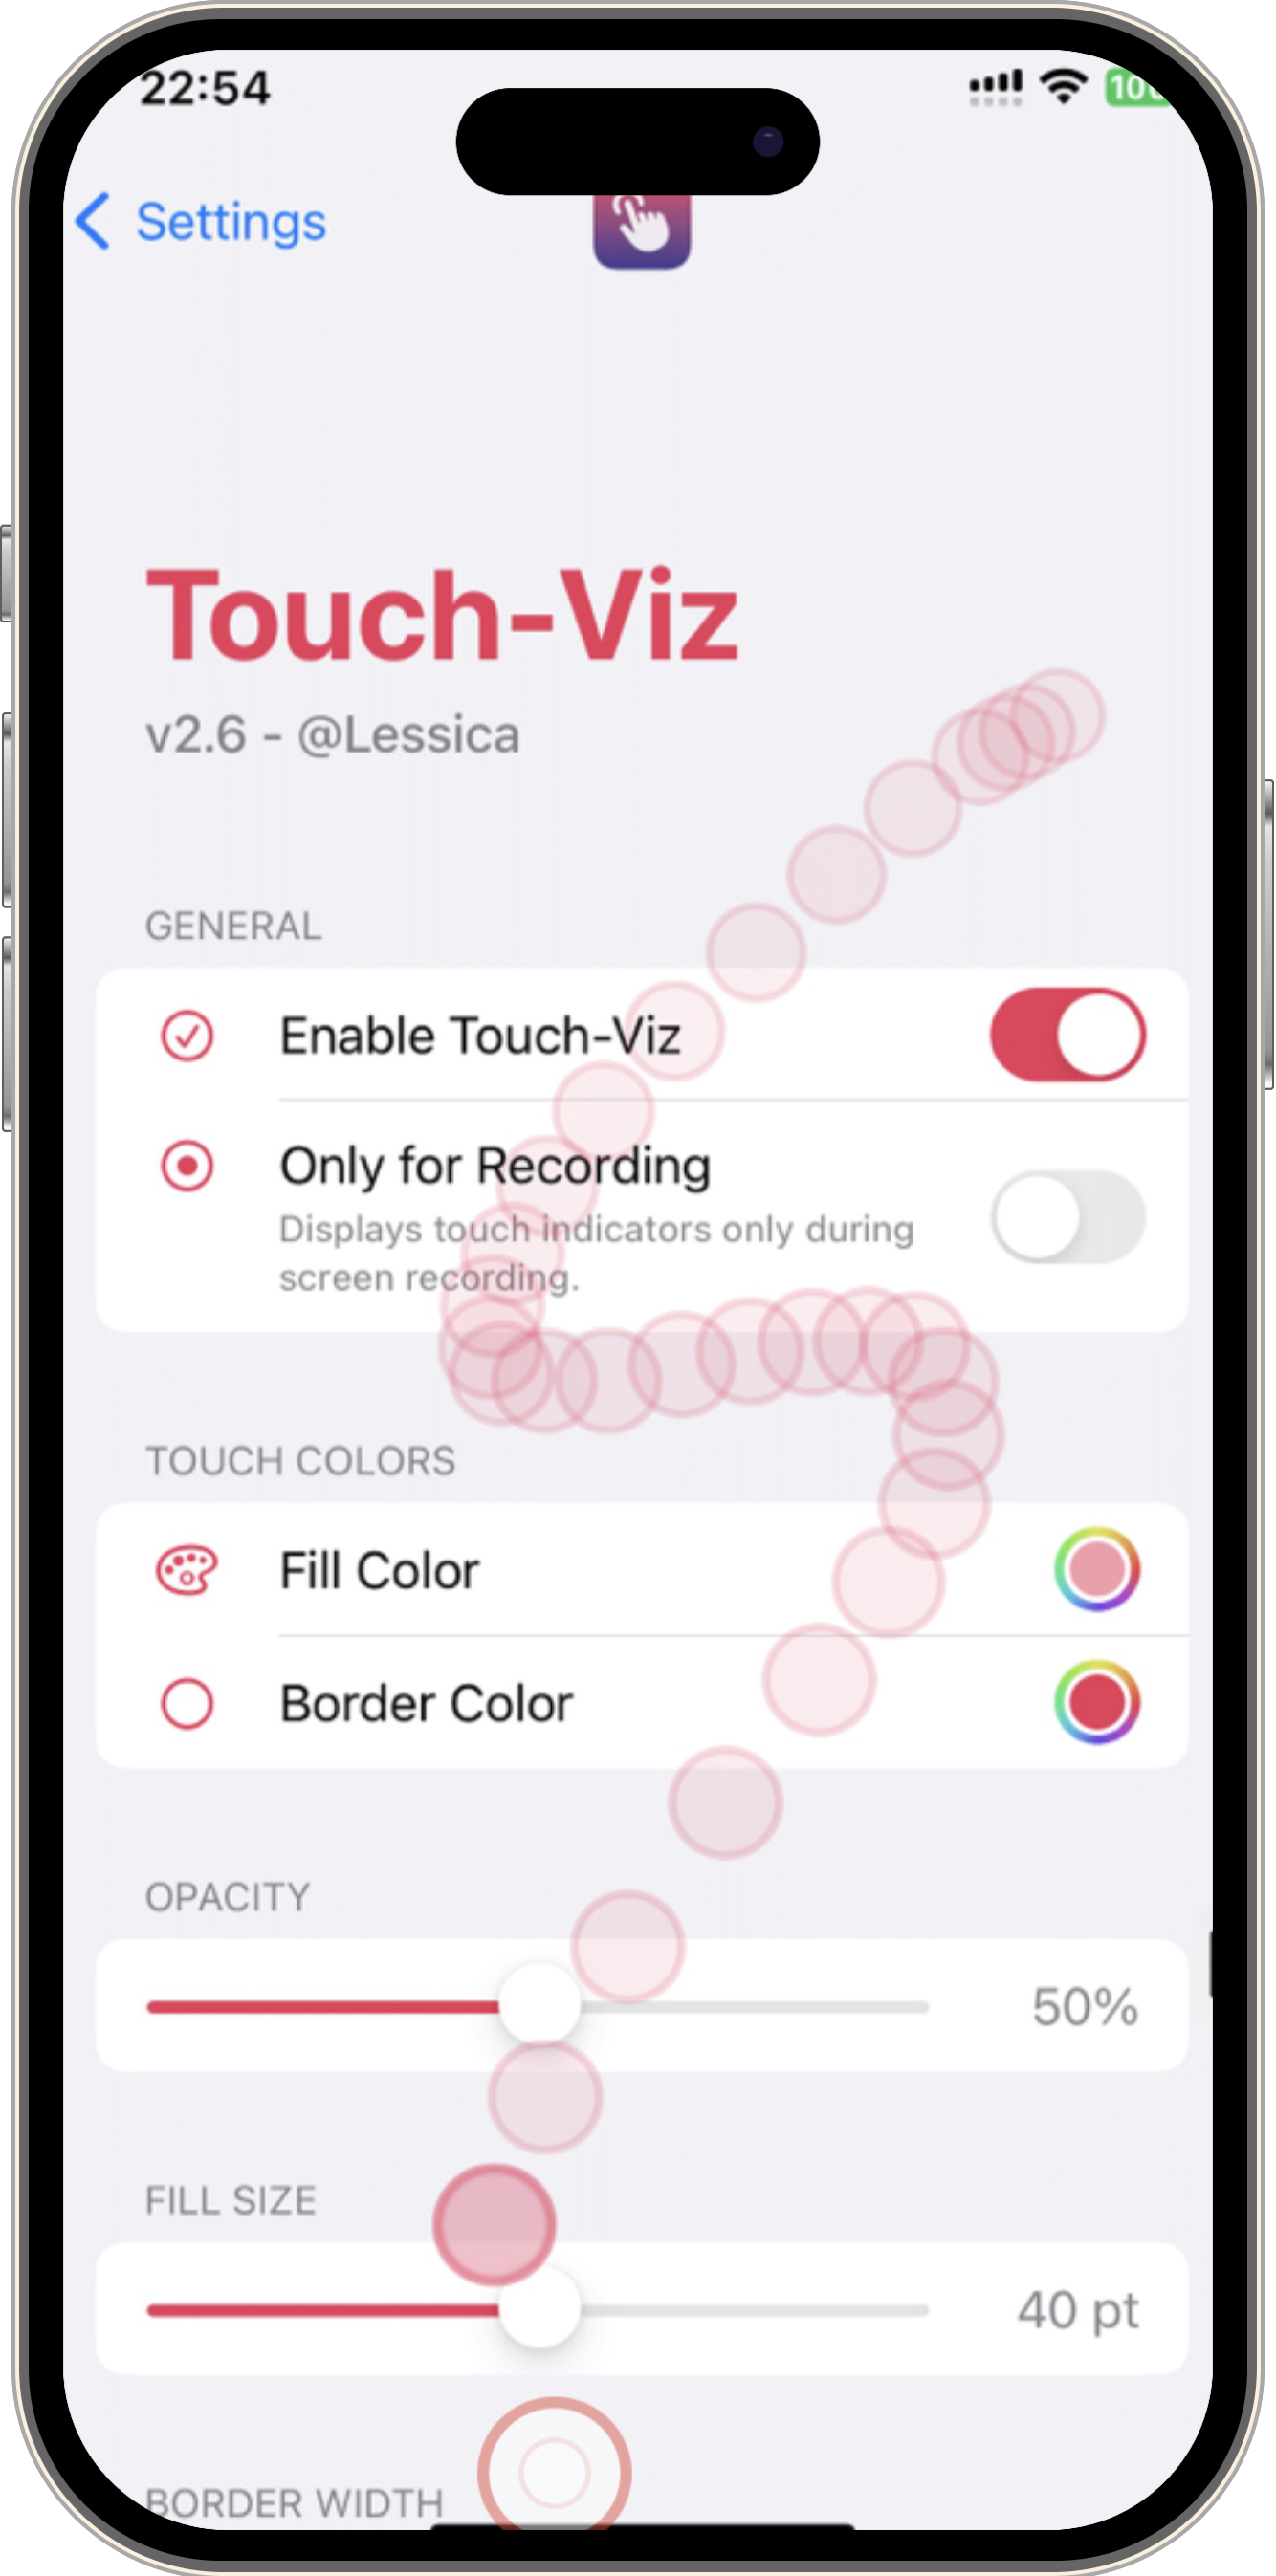 22:54
Settings
Touch-Viz
v2.6 - @Lessica
GENERAL
Enable Touch-Viz
Only for Recording
Displays touch indicators only during
screen recording.
TOUCH COLORS
Fill Color
Border Color
OPACITY
50%
FILL SIZE
40 pt
BORDER WIDTH